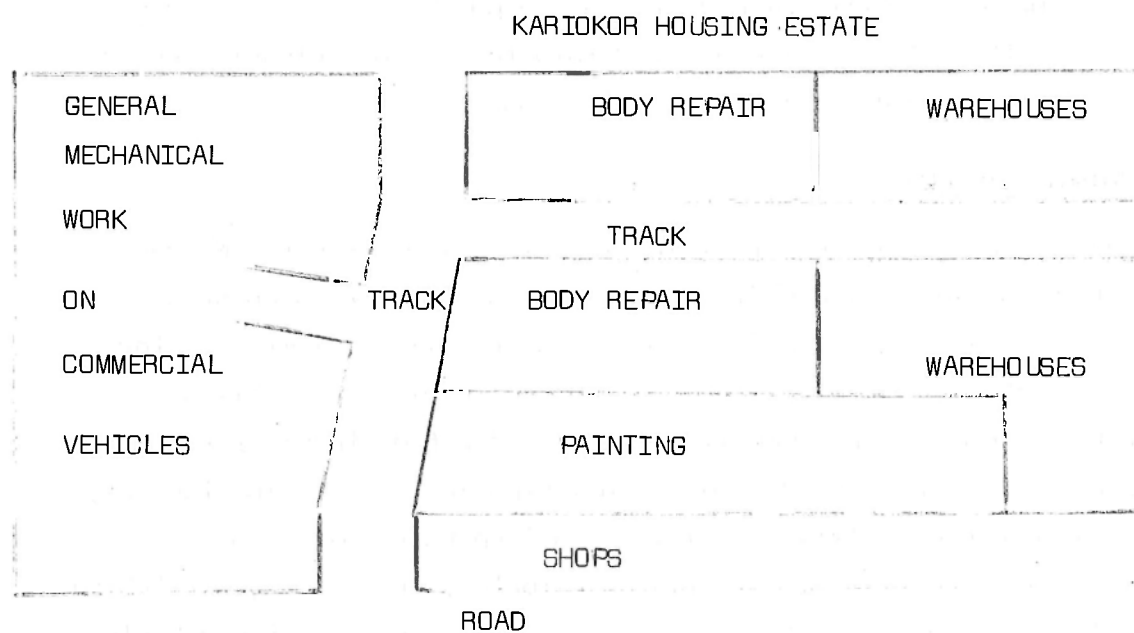 KARIOKOR HOUSING ESTATE
GENERAL
MECHANICAL
WORK
ON
COMMERCIAL
VEHICLES
BODY REPAIR
WAREHOUSES
TRACK
TRACK
BODY REPAIR
WAREHOUSES
PAINTING
SHOPS
ROAD